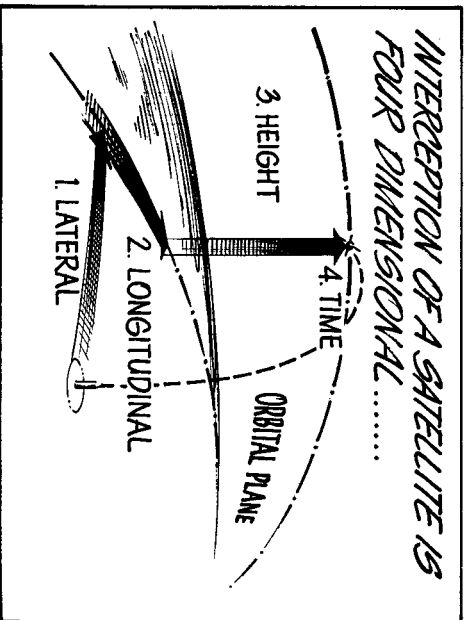 INTERCEPTION OF A SATELLITE IS
FOUR DIMENSIONAL........
3. HEIGHT
4. TIME
ORBITAL PLANE
2. LONGITUDINAL
1. LATERAL